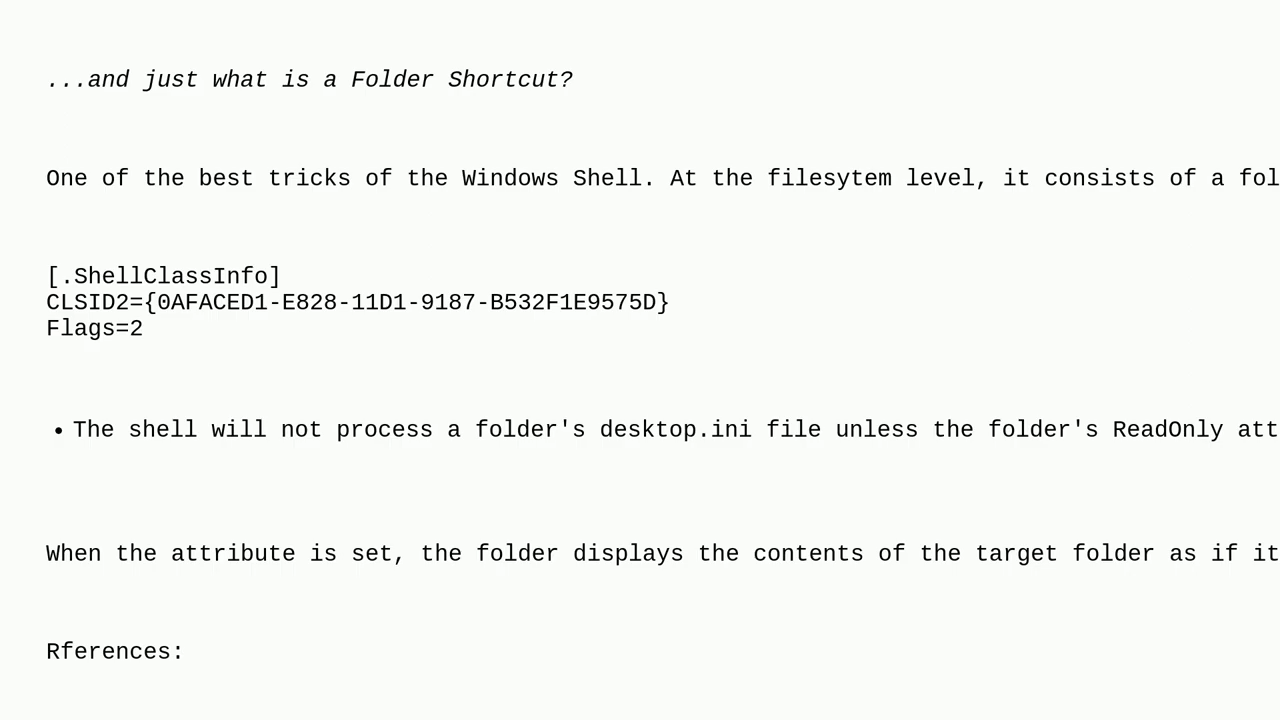 ...and just what is a Folder Shortcut?
One of the best tricks of the Windows Shell. At the filesytem level, it consists of a fol
[.ShellClassInfo]
CLSID2={0AFACED1-E828-11D1-9187-B532F1E9575D}
Flags=2
• The shell will not process a folder's desktop.ini file unless the folder's ReadOnly att
When the attribute is set, the folder displays the contents of the target folder as if it
Rferences: